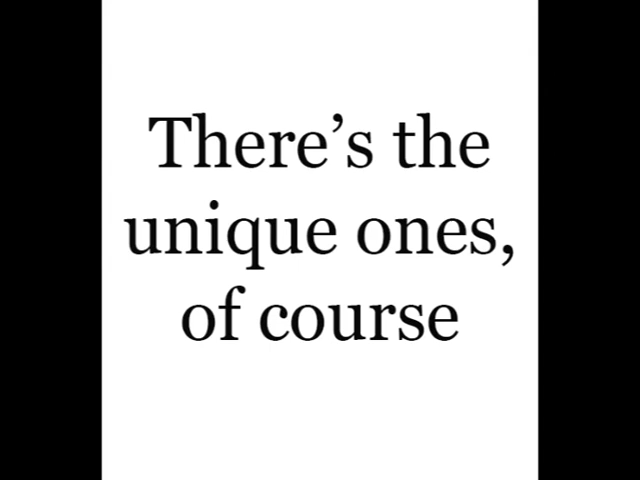 There’s the
unique ones,
of course